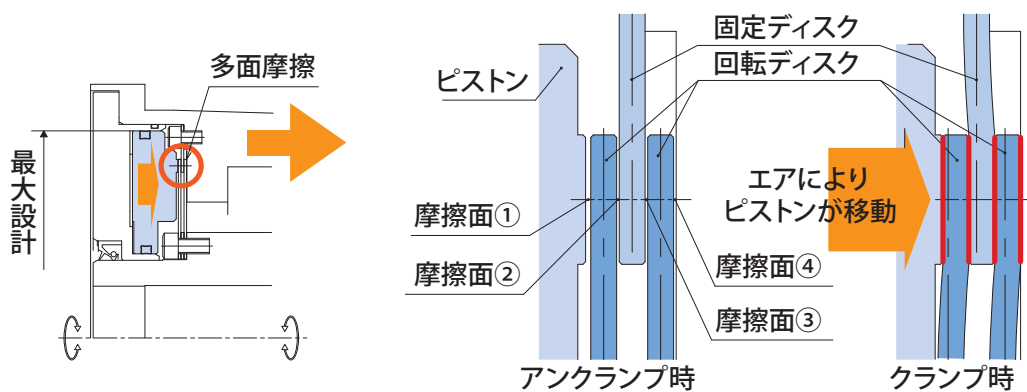 多面摩擦
最大設計
ピストン
固定ディスク
回転ディスク
摩擦面①
摩擦面②
摩擦面④
摩擦面③
アンクランプ時
エアにより
ピストンが移動
クランプ時